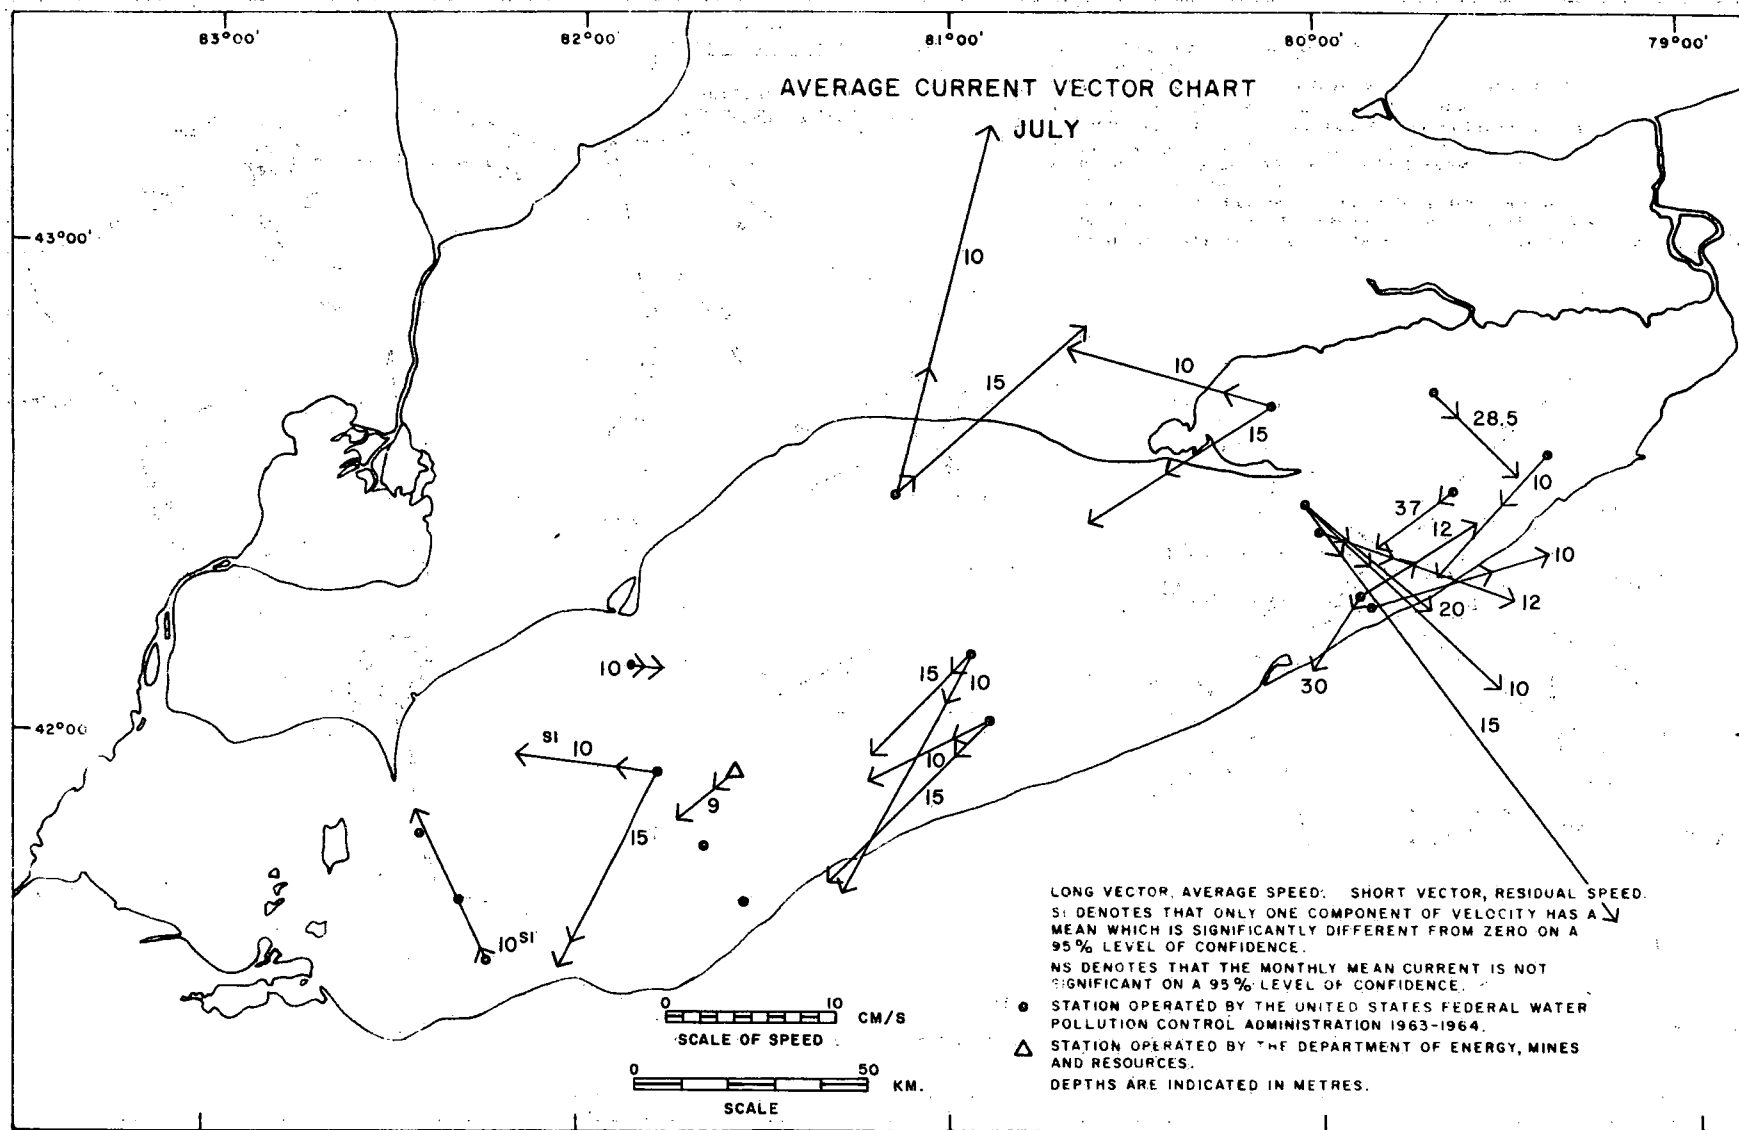 83°00' 82°00' 81°00' 80°00' 79°00'
AVERAGE CURRENT VECTOR CHART
JULY
43°00'
10
15
10
15
28.5
10
37
12
10
12
20
10
30
15
10
15
10
42°00
SI 10
10
9
15
15
10 SI
LONG VECTOR, AVERAGE SPEED. SHORT VECTOR, RESIDUAL SPEED.
SI DENOTES THAT ONLY ONE COMPONENT OF VELOCITY HAS A
MEAN WHICH IS SIGNIFICANTLY DIFFERENT FROM ZERO ON A
95% LEVEL OF CONFIDENCE.
NS DENOTES THAT THE MONTHLY MEAN CURRENT IS NOT
SIGNIFICANT ON A 95% LEVEL OF CONFIDENCE.
STATION OPERATED BY THE UNITED STATES FEDERAL WATER
POLLUTION CONTROL ADMINISTRATION 1963-1964.
STATION OPERATED BY THE DEPARTMENT OF ENERGY, MINES
AND RESOURCES.
DEPTHS ARE INDICATED IN METRES.
0 10
CM/S
SCALE OF SPEED
0 50
KM.
SCALE